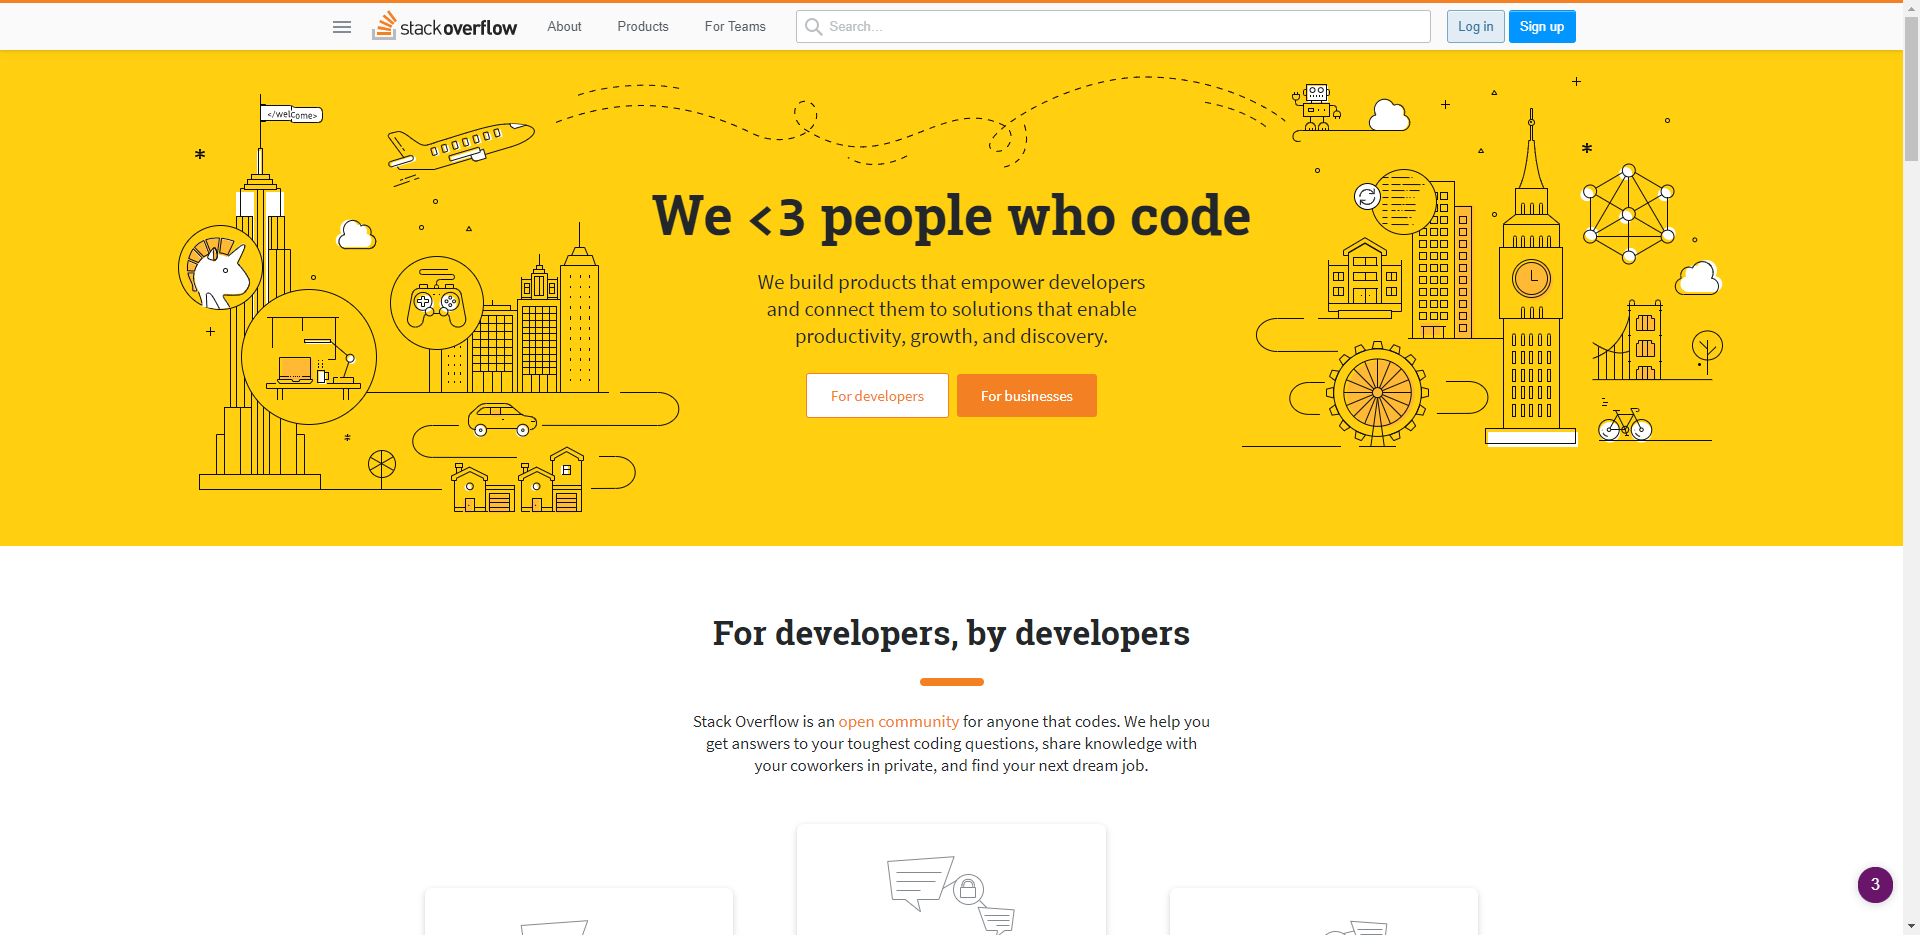 stackoverflow
About
Products
For Teams
Search...
Log in
Sign up
</welcome>
We <3 people who code
We build products that empower developers
and connect them to solutions that enable
productivity, growth, and discovery.
For developers
For businesses
For developers, by developers
Stack Overflow is an open community for anyone that codes. We help you
get answers to your toughest coding questions, share knowledge with
your coworkers in private, and find your next dream job.
3